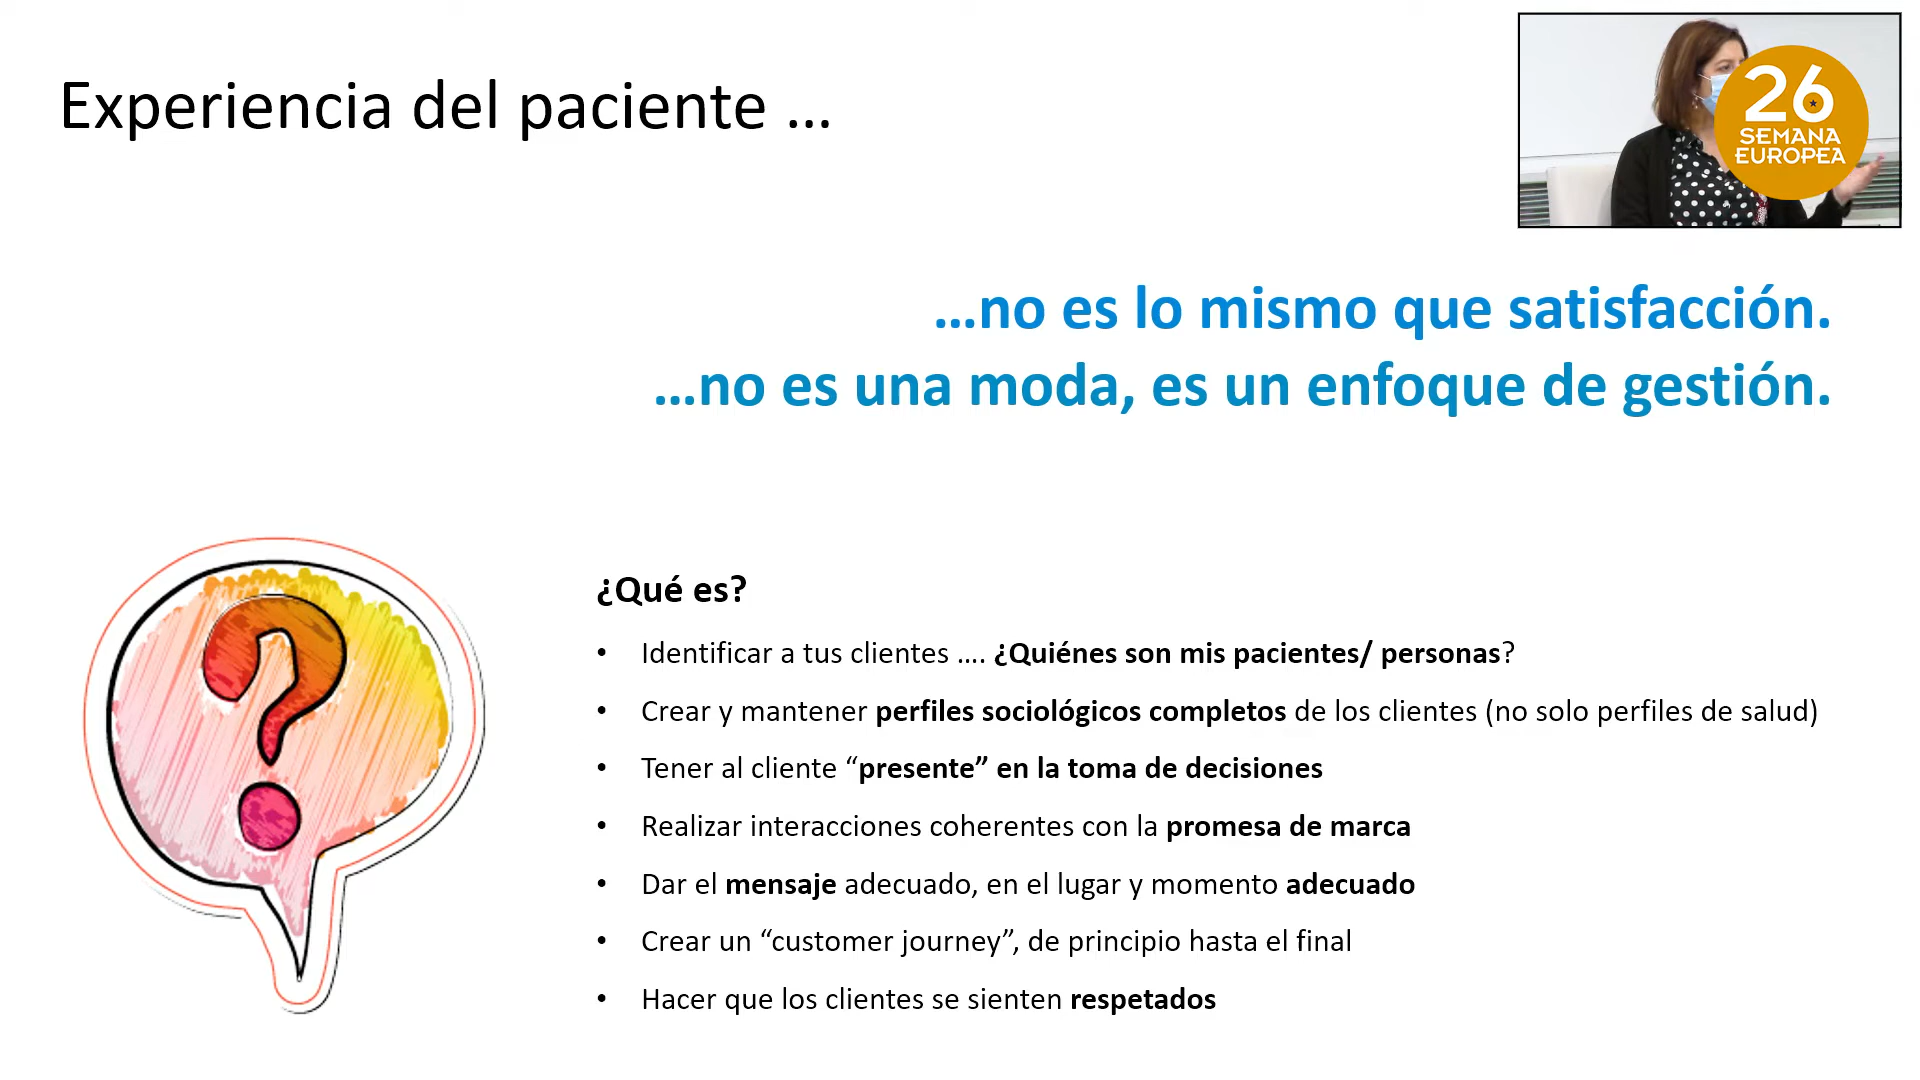 Experiencia del paciente ...
26
SEMANA
EUROPEA
...no es lo mismo que satisfacción.
...no es una moda, es un enfoque de gestión.
¿Qué es?
• Identificar a tus clientes .... ¿Quiénes son mis pacientes/ personas?
• Crear y mantener perfiles sociológicos completos de los clientes (no solo perfiles de salud)
• Tener al cliente “presente” en la toma de decisiones
• Realizar interacciones coherentes con la promesa de marca
• Dar el mensaje adecuado, en el lugar y momento adecuado
• Crear un “customer journey”, de principio hasta el final
• Hacer que los clientes se sienten respetados